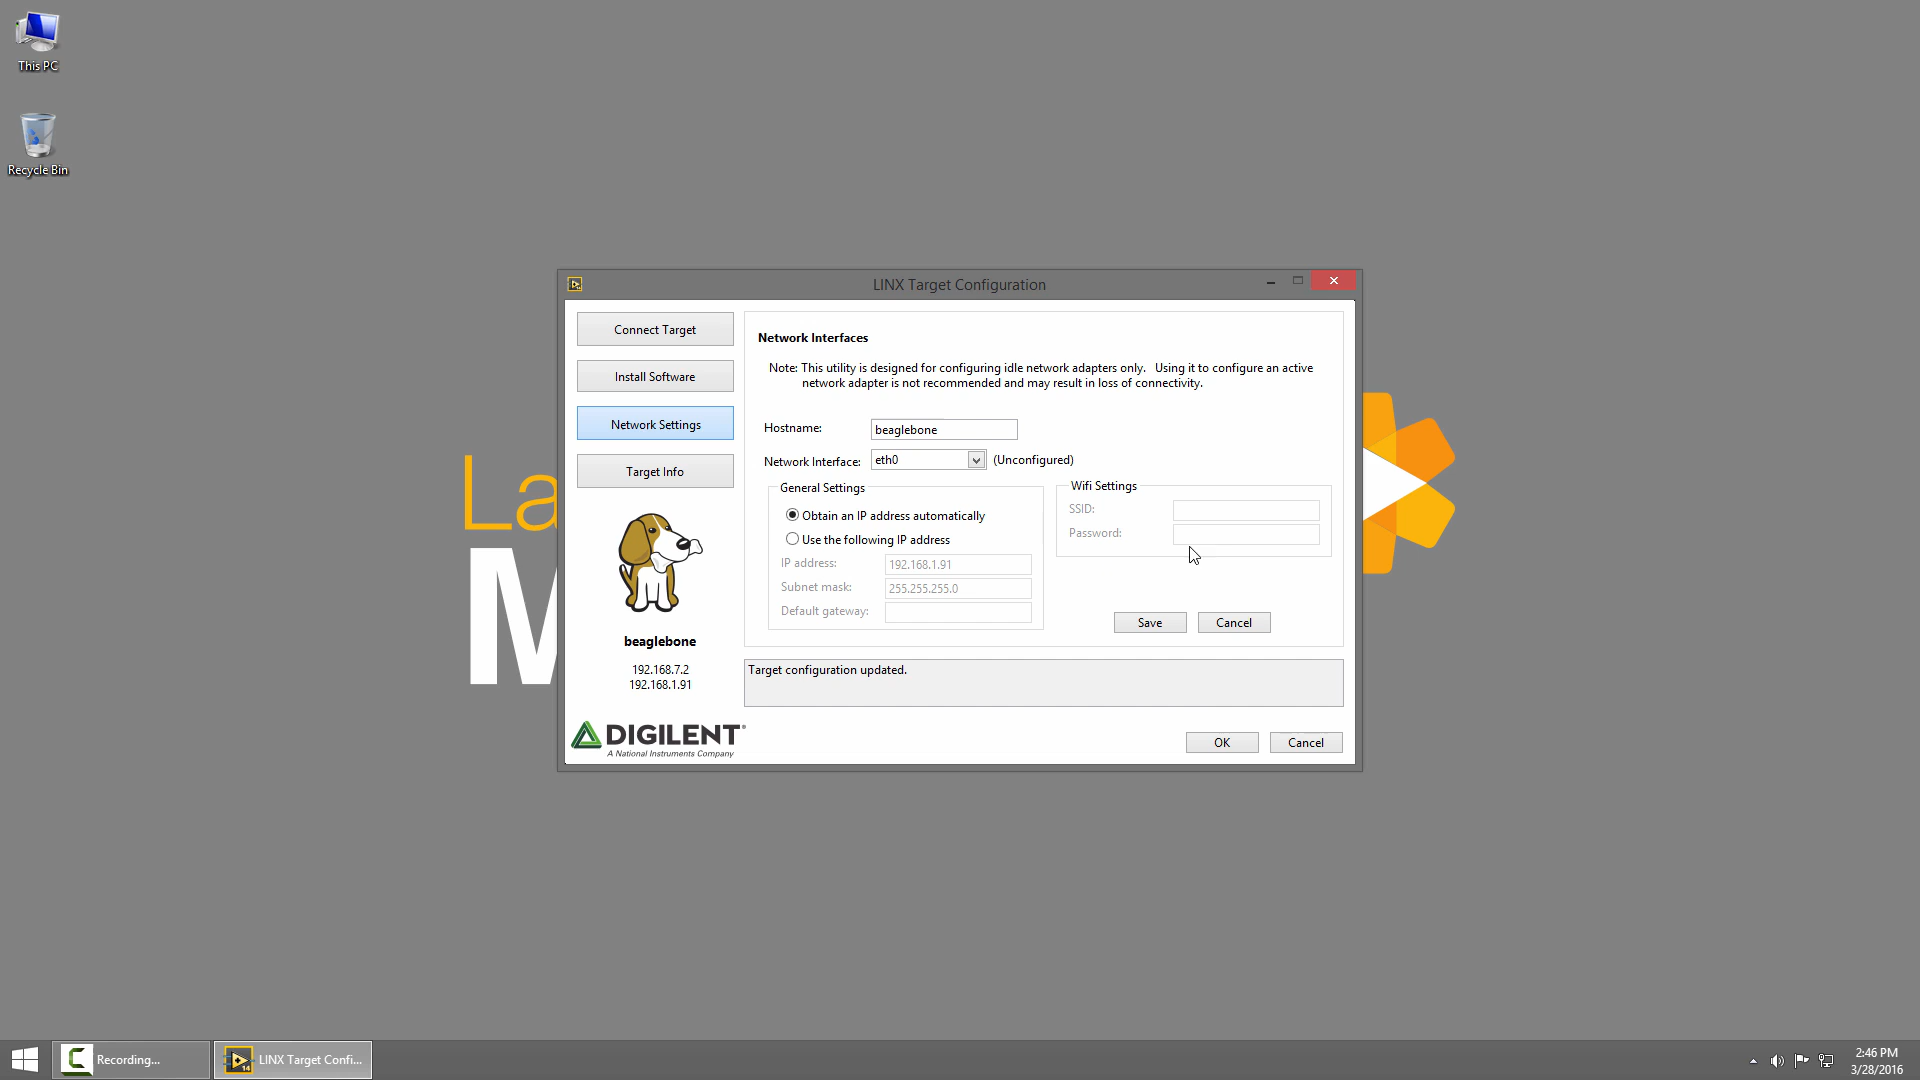 This PC
Recycle Bin
La
M
LINX Target Configuration
Connect Target
Install Software
Network Settings
Target Info
beaglebone
192.168.7.2
192.168.1.91
DIGILENT®
A National Instruments Company
Network Interfaces
Note: This utility is designed for configuring idle network adapters only. Using it to configure an active
network adapter is not recommended and may result in loss of connectivity.
Hostname: beaglebone
Network Interface: eth0 (Unconfigured)
General Settings
Obtain an IP address automatically
Use the following IP address
IP address: 192.168.1.91
Subnet mask: 255.255.255.0
Default gateway:
Wifi Settings
SSID:
Password:
Save Cancel
Target configuration updated.
OK Cancel
Recording...
14
LINX Target Confi...
2:46 PM
3/28/2016